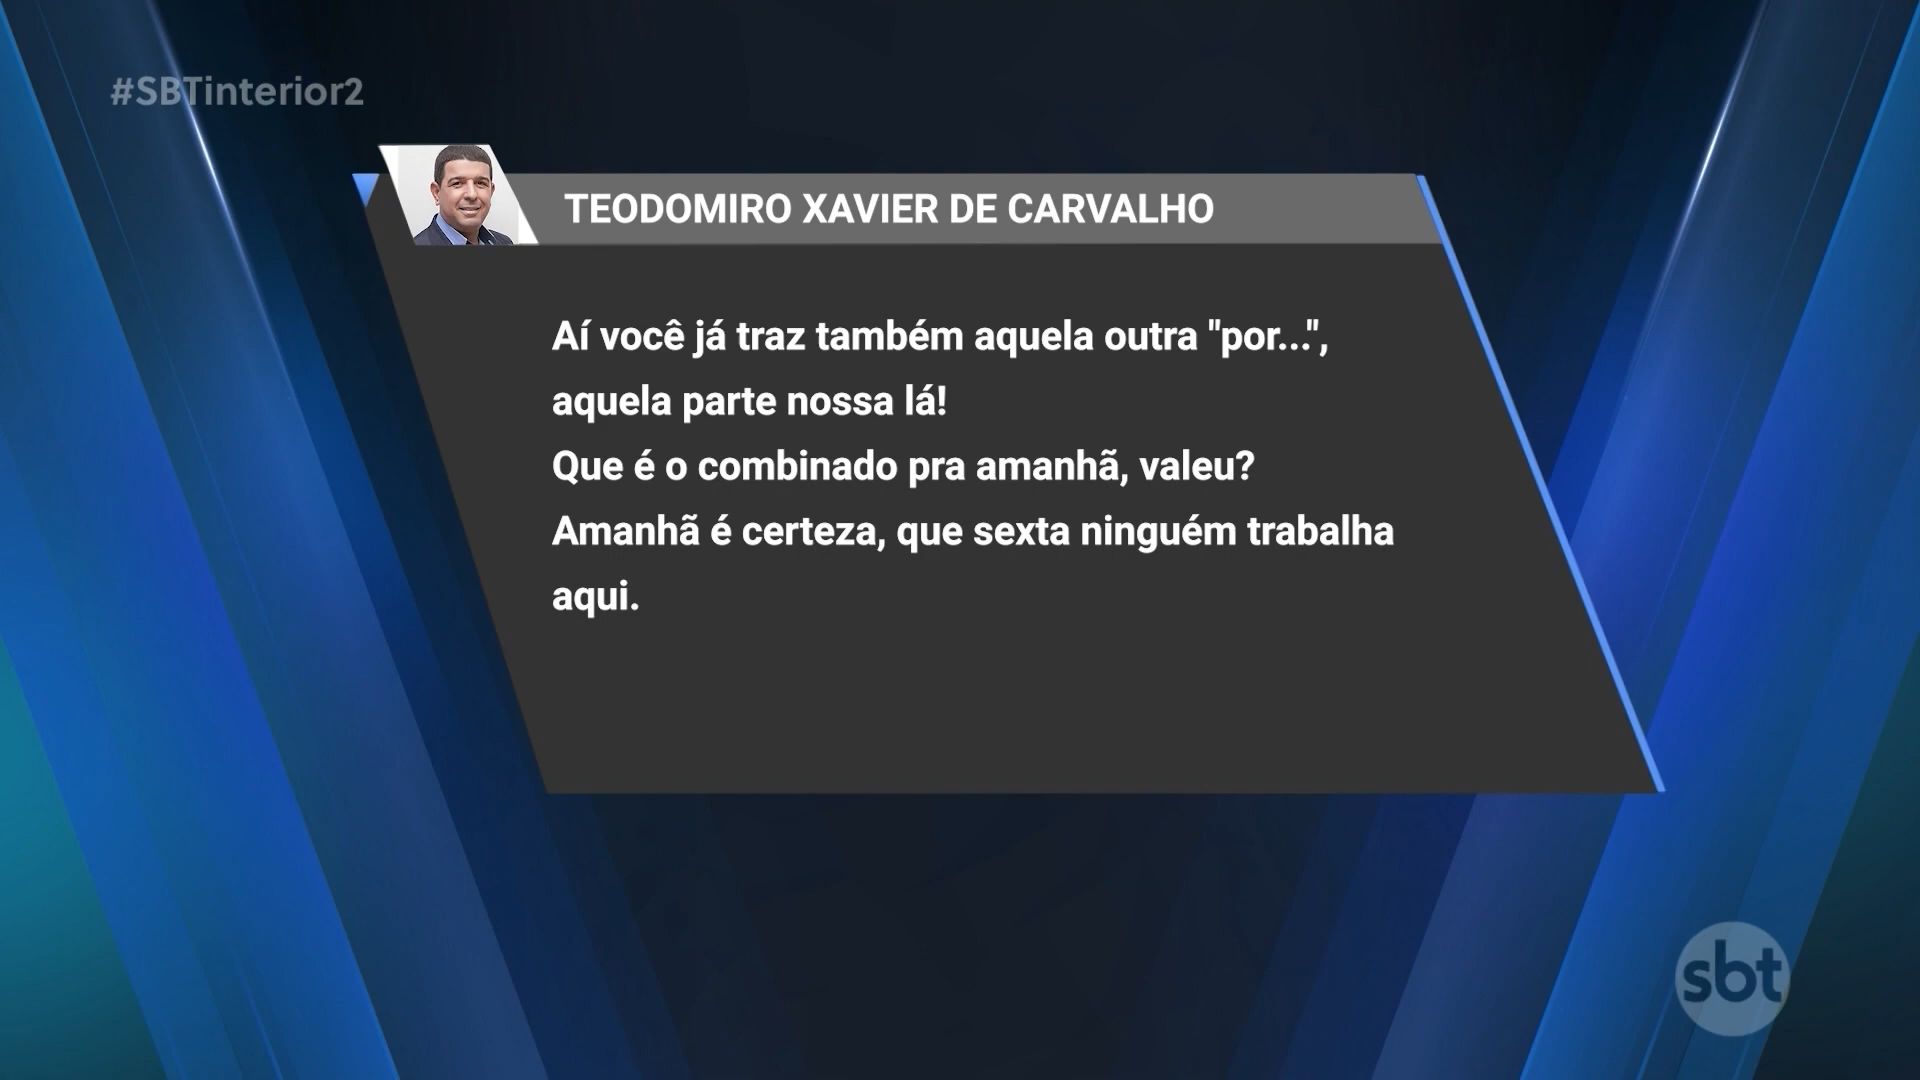 #SBTinterior2
TEODOMIRO XAVIER DE CARVALHO
Aí você já traz também aquela outra "por...",
aquela parte nossa lá!
Que é o combinado pra amanhã, valeu?
Amanhã é certeza, que sexta ninguém trabalha
aqui.
sbt